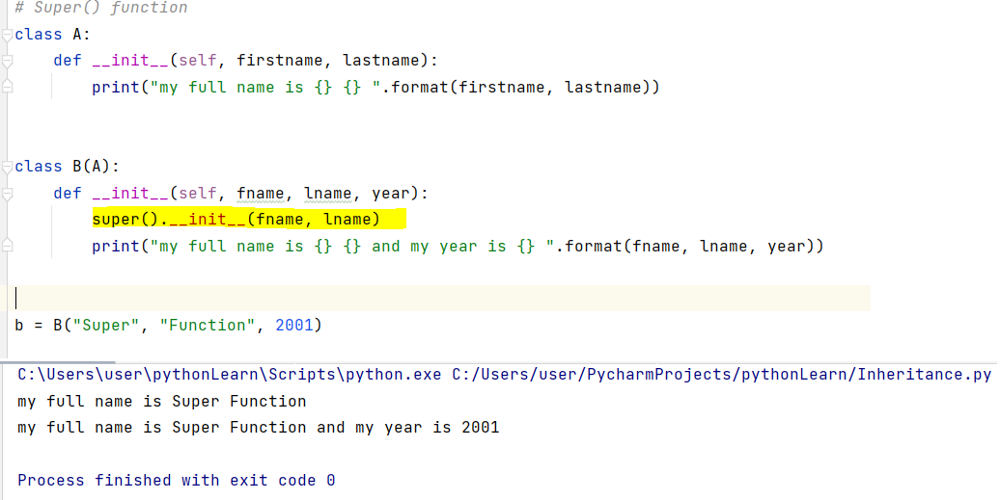 # Super() function
class A:
    def __init__(self, firstname, lastname):
        print("my full name is {} {} ".format(firstname, lastname))
class B(A):
    def __init__(self, fname, lname, year):
        super().__init__(fname, lname)
        print("my full name is {} {} and my year is {} ".format(fname, lname, year))
b = B("Super", "Function", 2001)
C:\Users\user\pythonLearn\Scripts\python.exe C:/Users/user/PycharmProjects/pythonLearn/Inheritance.py
my full name is Super Function
my full name is Super Function and my year is 2001
Process finished with exit code 0